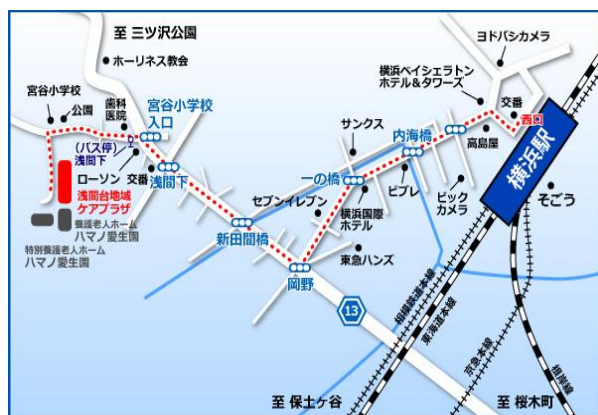 至 三ツ沢公園
ホーリネス教会
ヨドバシカメラ
横浜ベイシェラトン
ホテル&タワーズ
宮谷小学校
公園
歯科
医院
宮谷小学校
入口
サンクス
内海橋
交番
西口
高島屋
横浜駅
(バス停)
浅間下
交番
浅間下
一の橋
ビブレ
ビック
カメラ
そごう
ローソン
浅間台地域
ケアプラザ
セブンイレブン
横浜国際
ホテル
養護老人ホーム
ハマノ愛生園
新田間橋
特別養護老人ホーム
ハマノ愛生園
東急ハンズ
岡野
13
相模鉄道本線
東海道本線
京急本線
根岸線
至 保土ヶ谷
至 桜木町